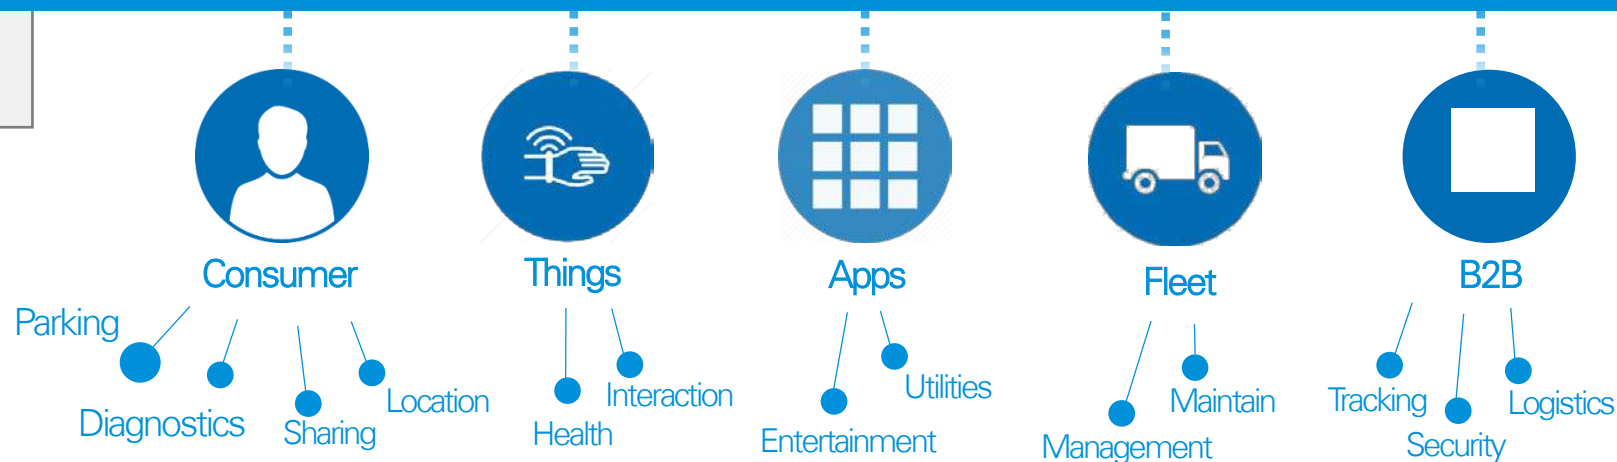 Consumer
Things
Apps
Fleet
B2B
Parking
Diagnostics
Sharing
Location
Health
Interaction
Entertainment
Utilities
Management
Maintain
Tracking
Security
Logistics